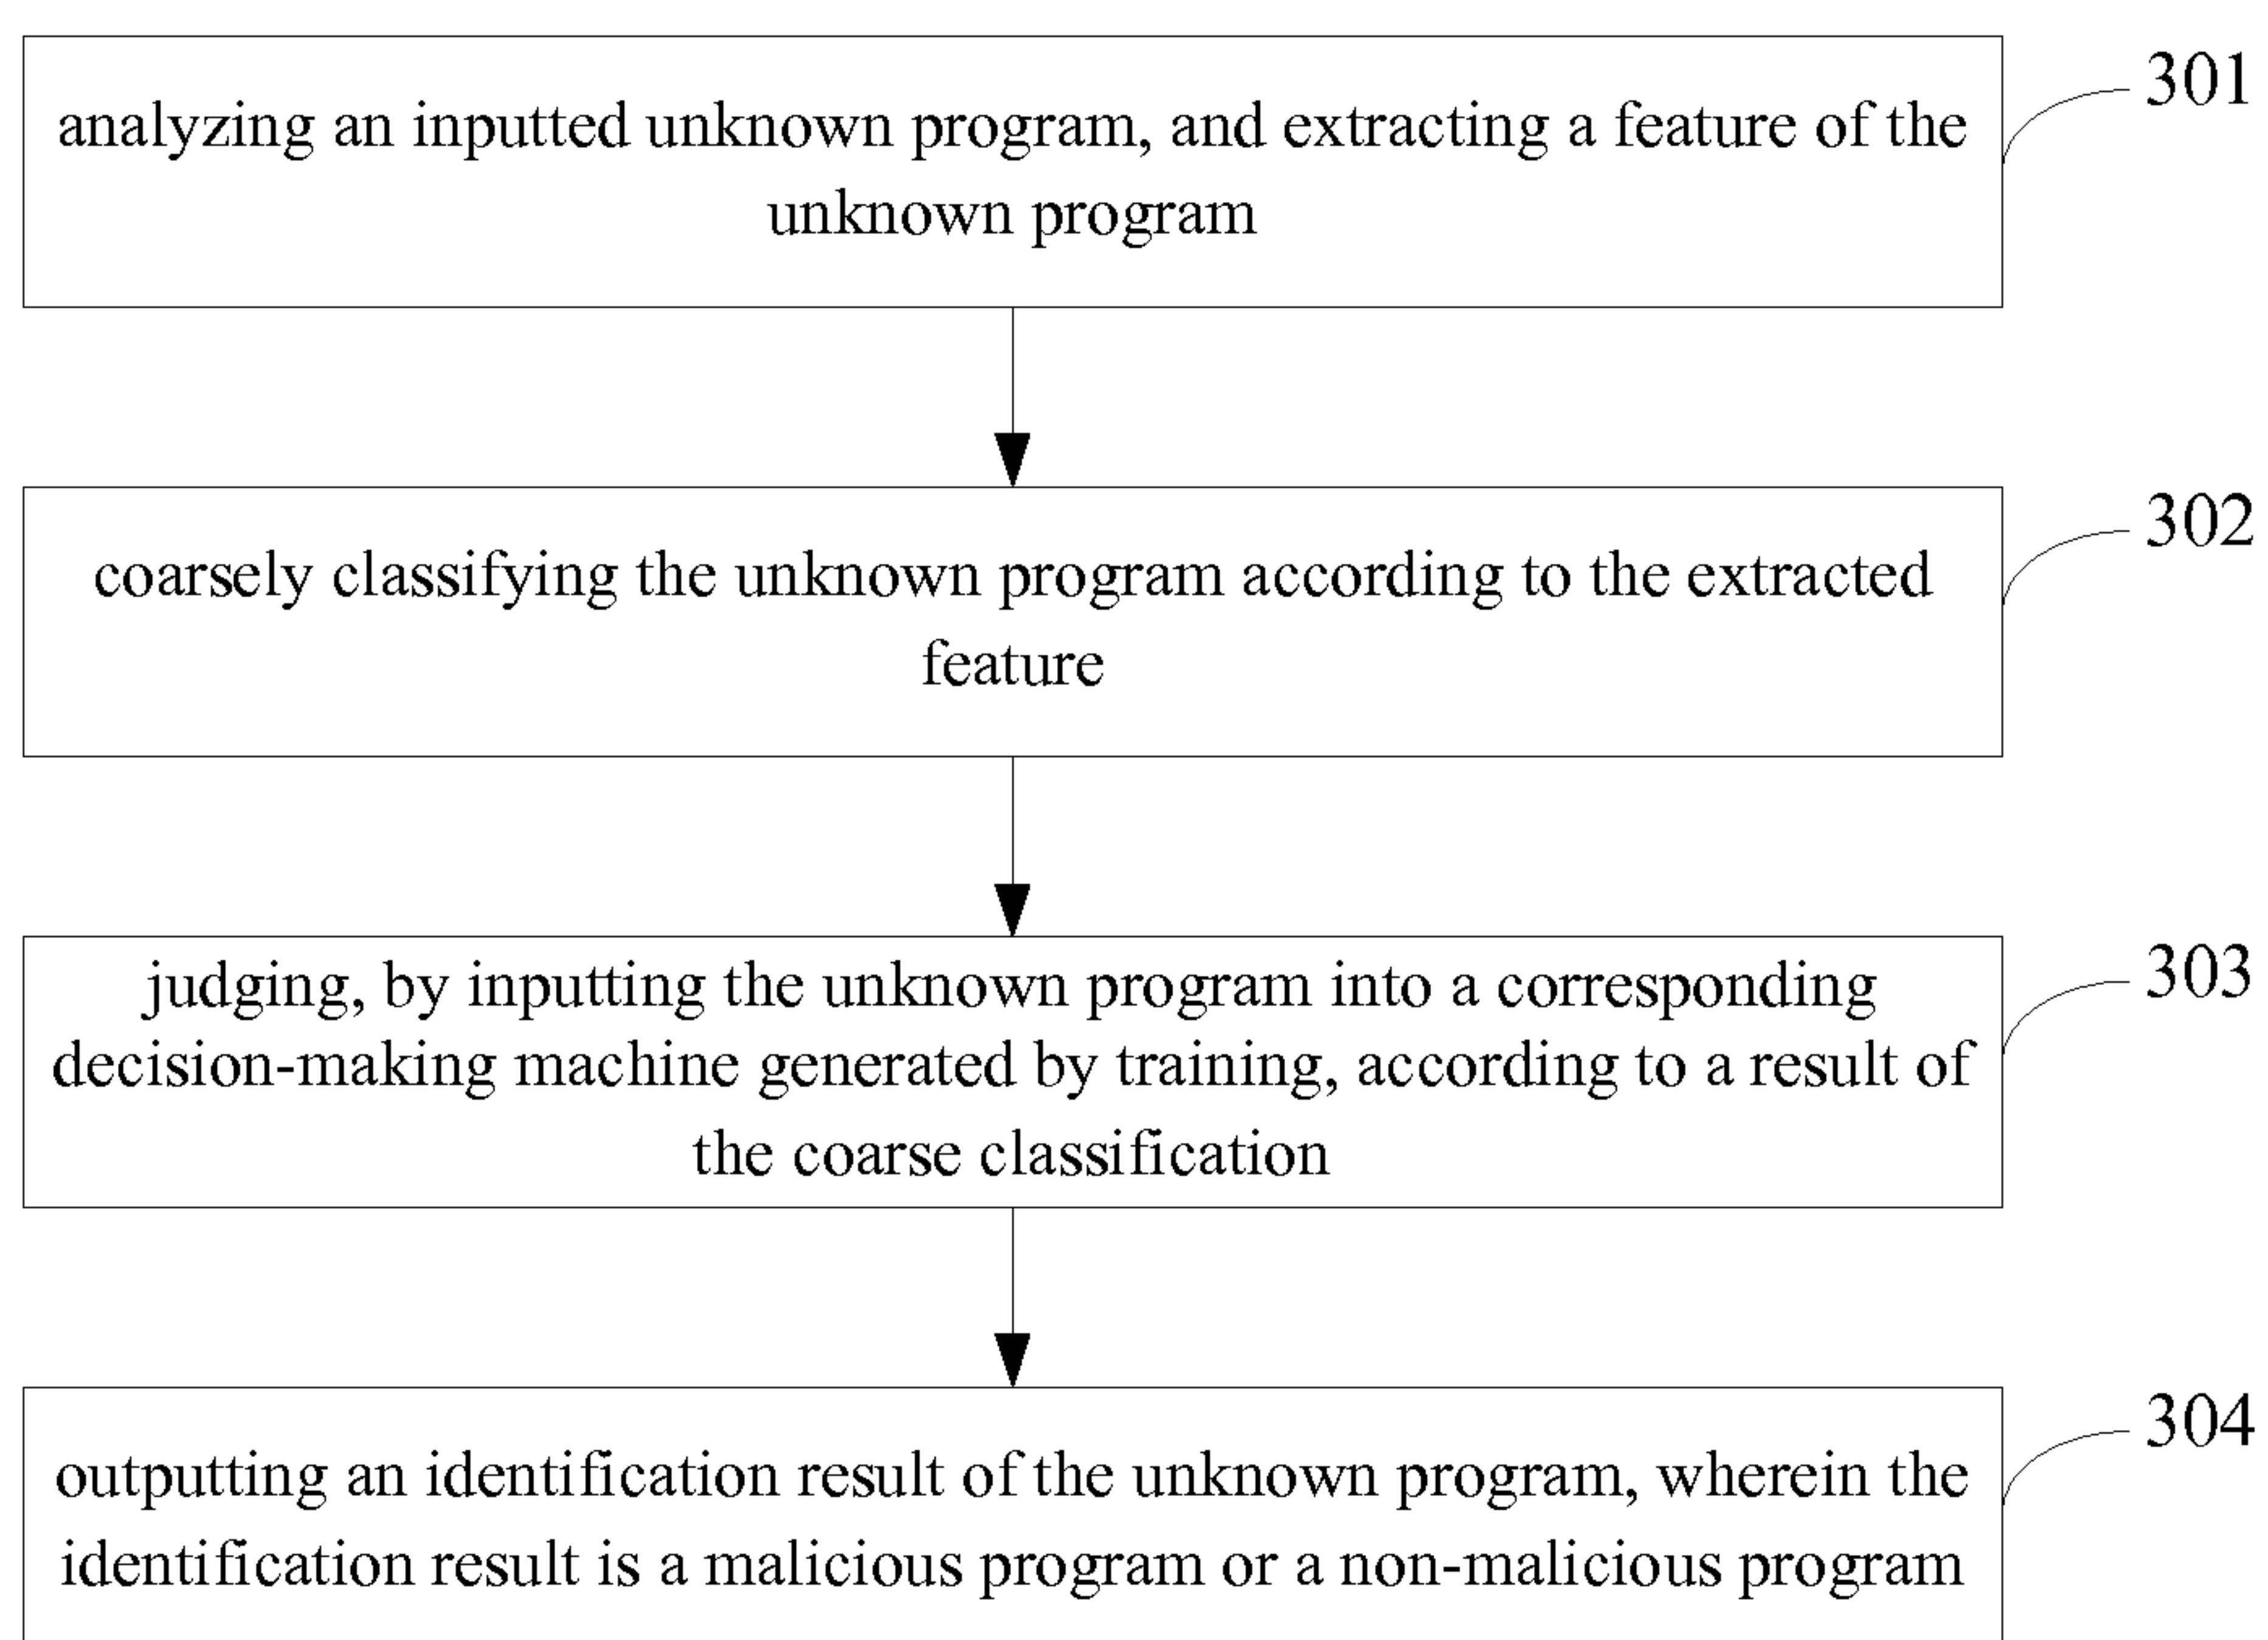 analyzing an inputted unknown program, and extracting a feature of the
unknown program
301
coarsely classifying the unknown program according to the extracted
feature
302
judging, by inputting the unknown program into a corresponding
decision-making machine generated by training, according to a result of
the coarse classification
303
outputting an identification result of the unknown program, wherein the
identification result is a malicious program or a non-malicious program
304